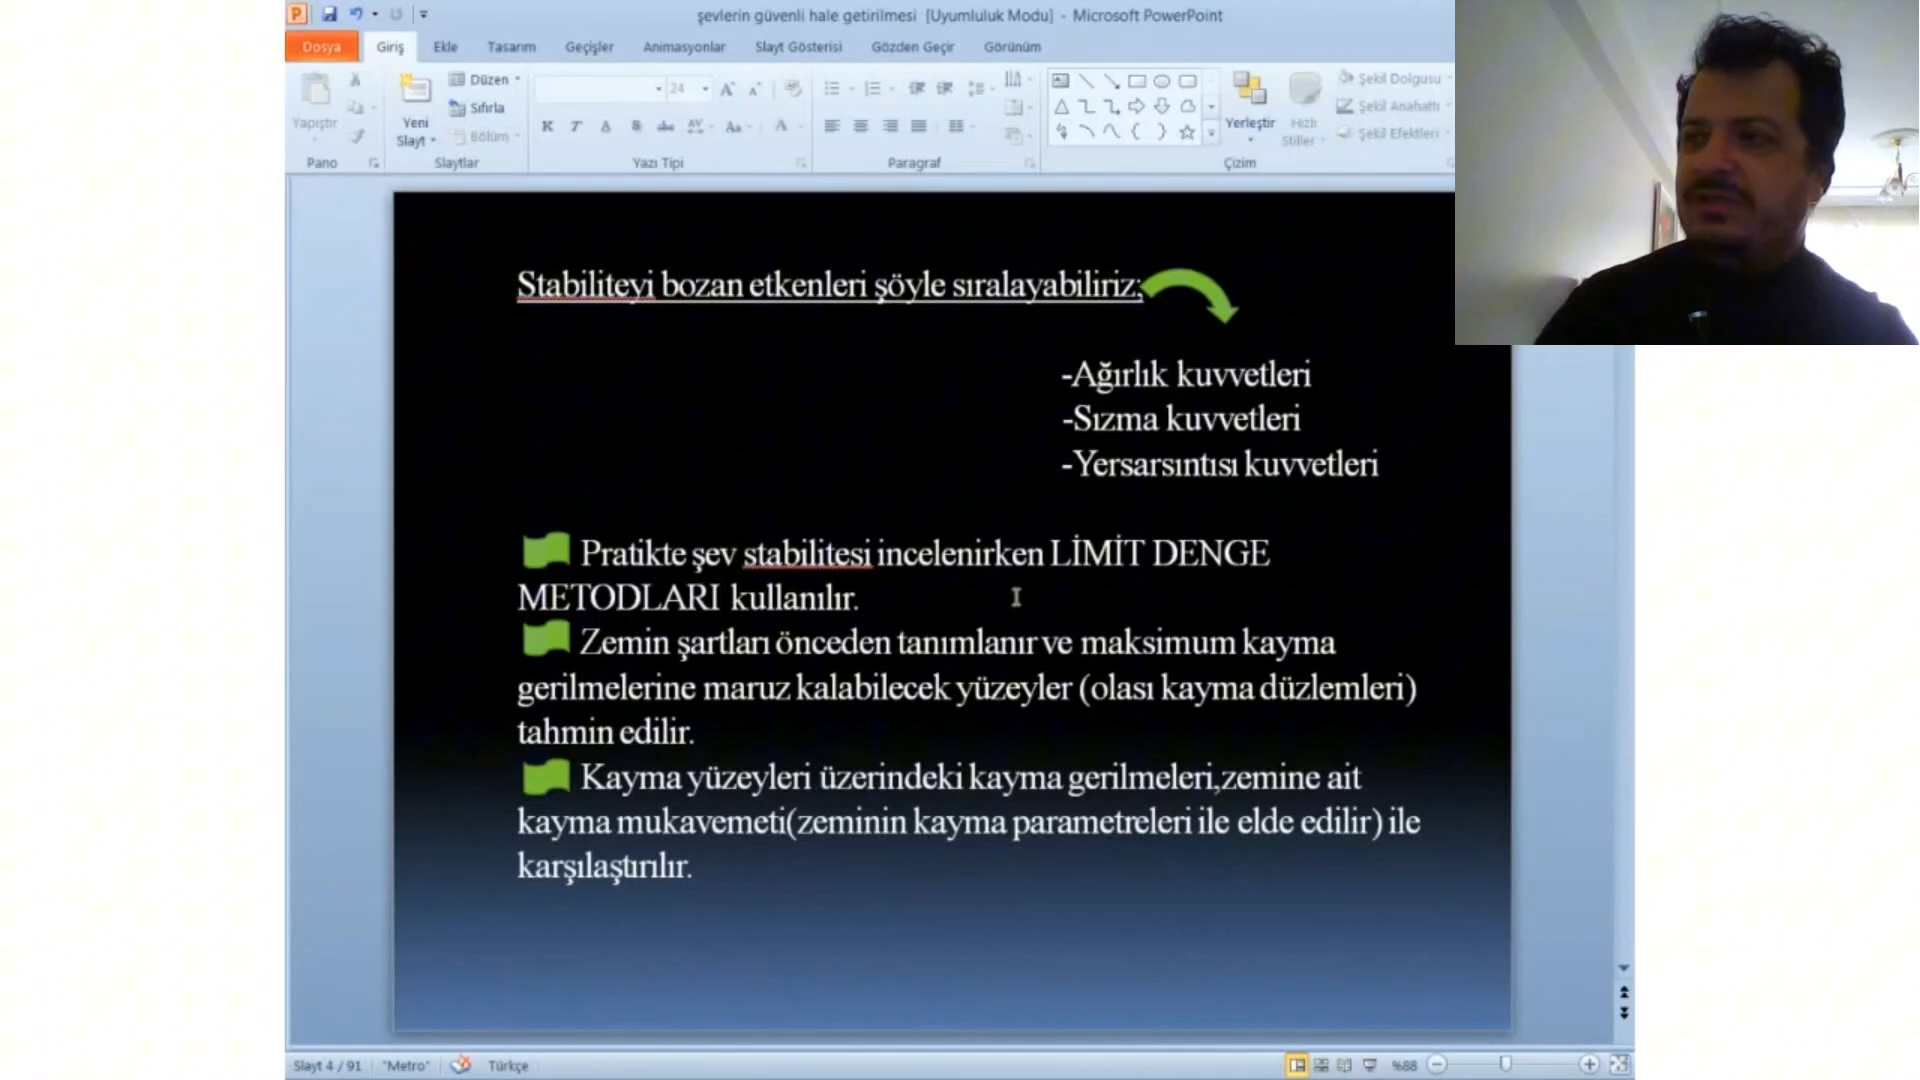 şevlerin güvenli hale getirilmesi [Uyumluluk Modu] - Microsoft PowerPoint
Dosya Giriş Ekle Tasarım Geçişler Animasyonlar Slayt Gösterisi Gözden Geçir Görünüm
Yapıştır
Pano
Yeni Slayt
Düzen
Sıfırla
Bölüm
Slaytlar
24
K T A S abc AV Aa A
Yazı Tipi
Paragraf
Yerleştir
Hızlı Stiller
Şekil Dolgusu
Şekil Anahattı
Şekil Efektleri
Çizim
Stabiliteyi bozan etkenleri şöyle sıralayabiliriz;
-Ağırlık kuvvetleri
-Sızma kuvvetleri
-Yersarsıntısı kuvvetleri
Pratikte şev stabilitesi incelenirken LİMİT DENGE
METODLARI kullanılır.
Zemin şartları önceden tanımlanır ve maksimum kayma
gerilmelerine maruz kalabilecek yüzeyler (olası kayma düzlemleri)
tahmin edilir.
Kayma yüzeyleri üzerindeki kayma gerilmeleri,zemine ait
kayma mukavemeti(zeminin kayma parametreleri ile elde edilir) ile
karşılaştırılır.
Slayt 4 / 91 "Metro" Türkçe %88